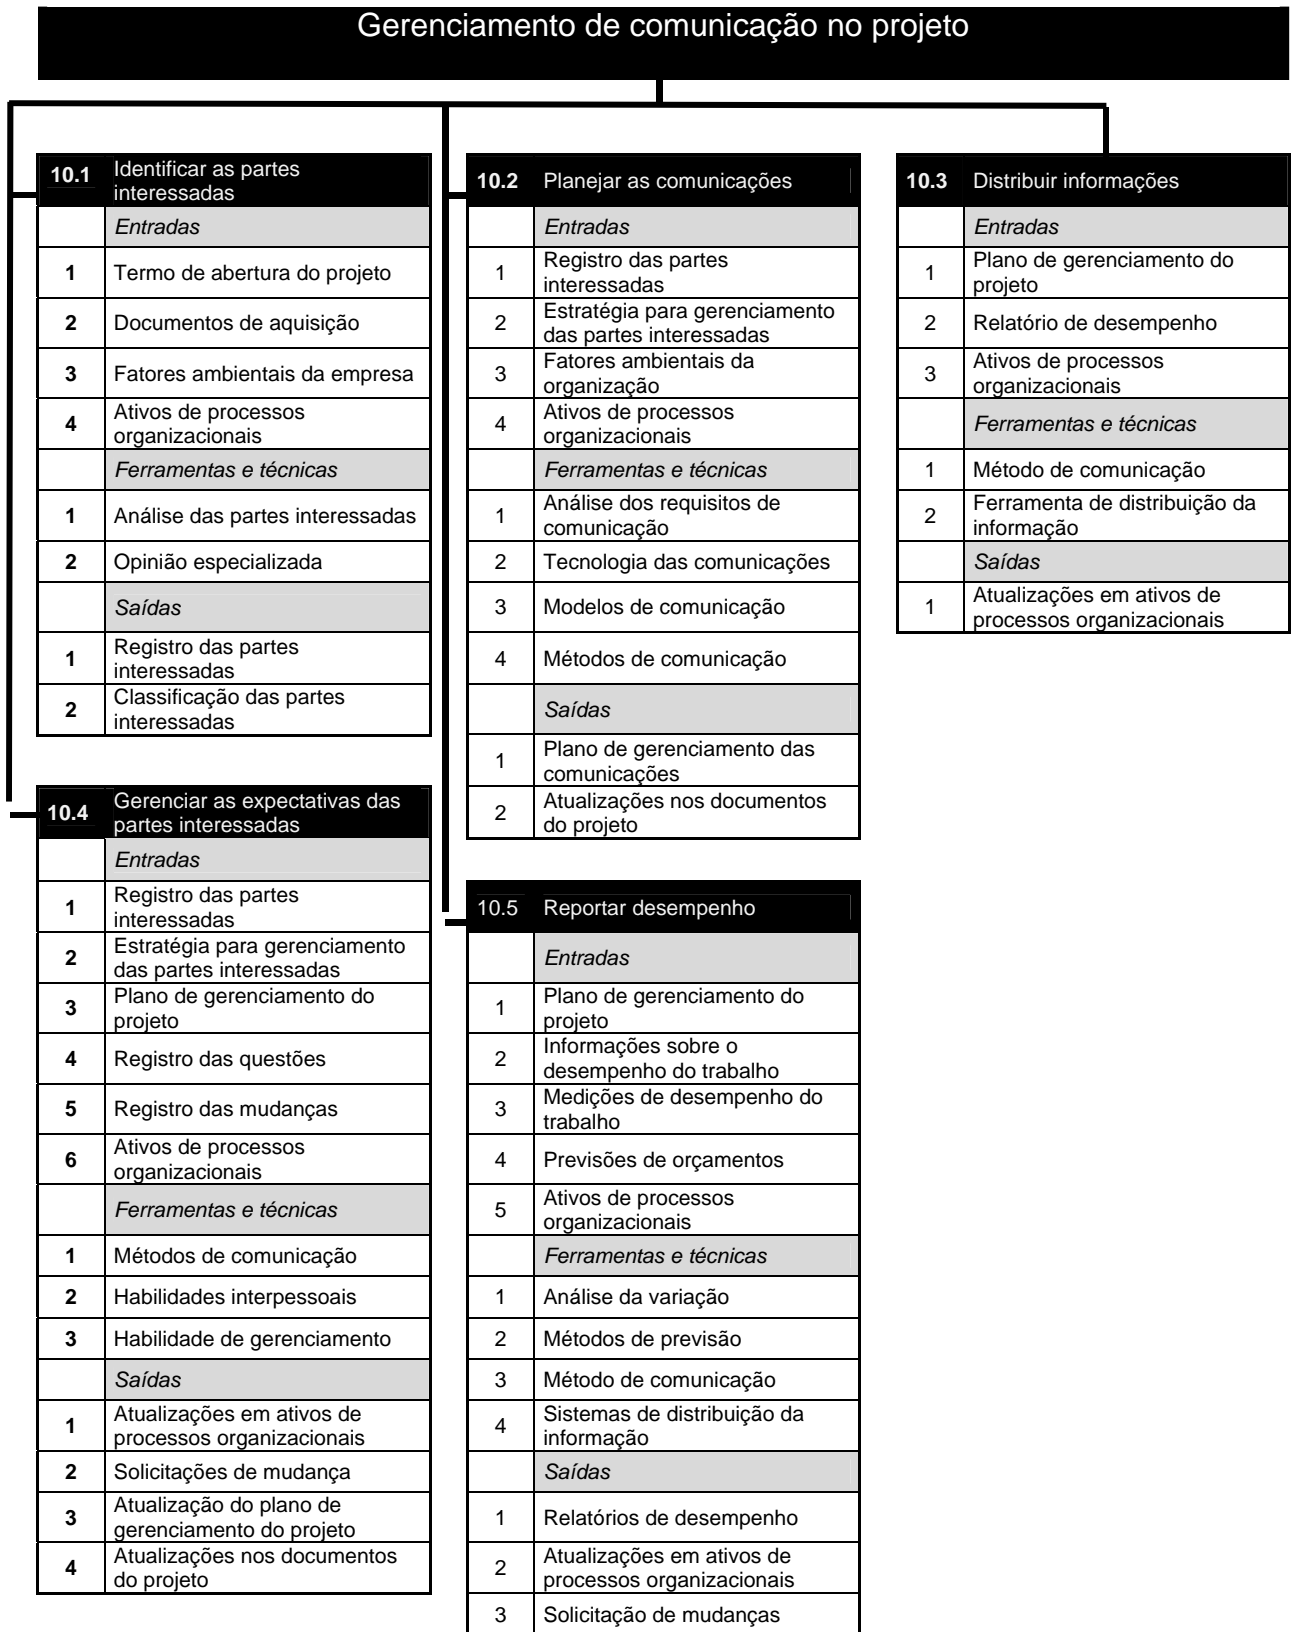 Gerenciamento de comunicação no projeto
10.1 Identificar as partes
interessadas
Entradas
1 Termo de abertura do projeto
2 Documentos de aquisição
3 Fatores ambientais da empresa
4 Ativos de processos
organizacionais
Ferramentas e técnicas
1 Análise das partes interessadas
2 Opinião especializada
Saídas
1 Registro das partes
interessadas
2 Classificação das partes
interessadas
10.2 Planejar as comunicações
Entradas
1 Registro das partes
interessadas
2 Estratégia para gerenciamento
das partes interessadas
3 Fatores ambientais da
organização
4 Ativos de processos
organizacionais
Ferramentas e técnicas
1 Análise dos requisitos de
comunicação
2 Tecnologia das comunicações
3 Modelos de comunicação
4 Métodos de comunicação
Saídas
1 Plano de gerenciamento das
comunicações
2 Atualizações nos documentos
do projeto
10.3 Distribuir informações
Entradas
1 Plano de gerenciamento do
projeto
2 Relatório de desempenho
3 Ativos de processos
organizacionais
Ferramentas e técnicas
1 Método de comunicação
2 Ferramenta de distribuição da
informação
Saídas
1 Atualizações em ativos de
processos organizacionais
10.4 Gerenciar as expectativas das
partes interessadas
Entradas
1 Registro das partes
interessadas
2 Estratégia para gerenciamento
das partes interessadas
3 Plano de gerenciamento do
projeto
4 Registro das questões
5 Registro das mudanças
6 Ativos de processos
organizacionais
Ferramentas e técnicas
1 Métodos de comunicação
2 Habilidades interpessoais
3 Habilidade de gerenciamento
Saídas
1 Atualizações em ativos de
processos organizacionais
2 Solicitações de mudança
3 Atualização do plano de
gerenciamento do projeto
4 Atualizações nos documentos
do projeto
10.5 Reportar desempenho
Entradas
1 Plano de gerenciamento do
projeto
2 Informações sobre o
desempenho do trabalho
3 Medições de desempenho do
trabalho
4 Previsões de orçamentos
5 Ativos de processos
organizacionais
Ferramentas e técnicas
1 Análise da variação
2 Métodos de previsão
3 Método de comunicação
4 Sistemas de distribuição da
informação
Saídas
1 Relatórios de desempenho
2 Atualizações em ativos de
processos organizacionais
3 Solicitação de mudanças